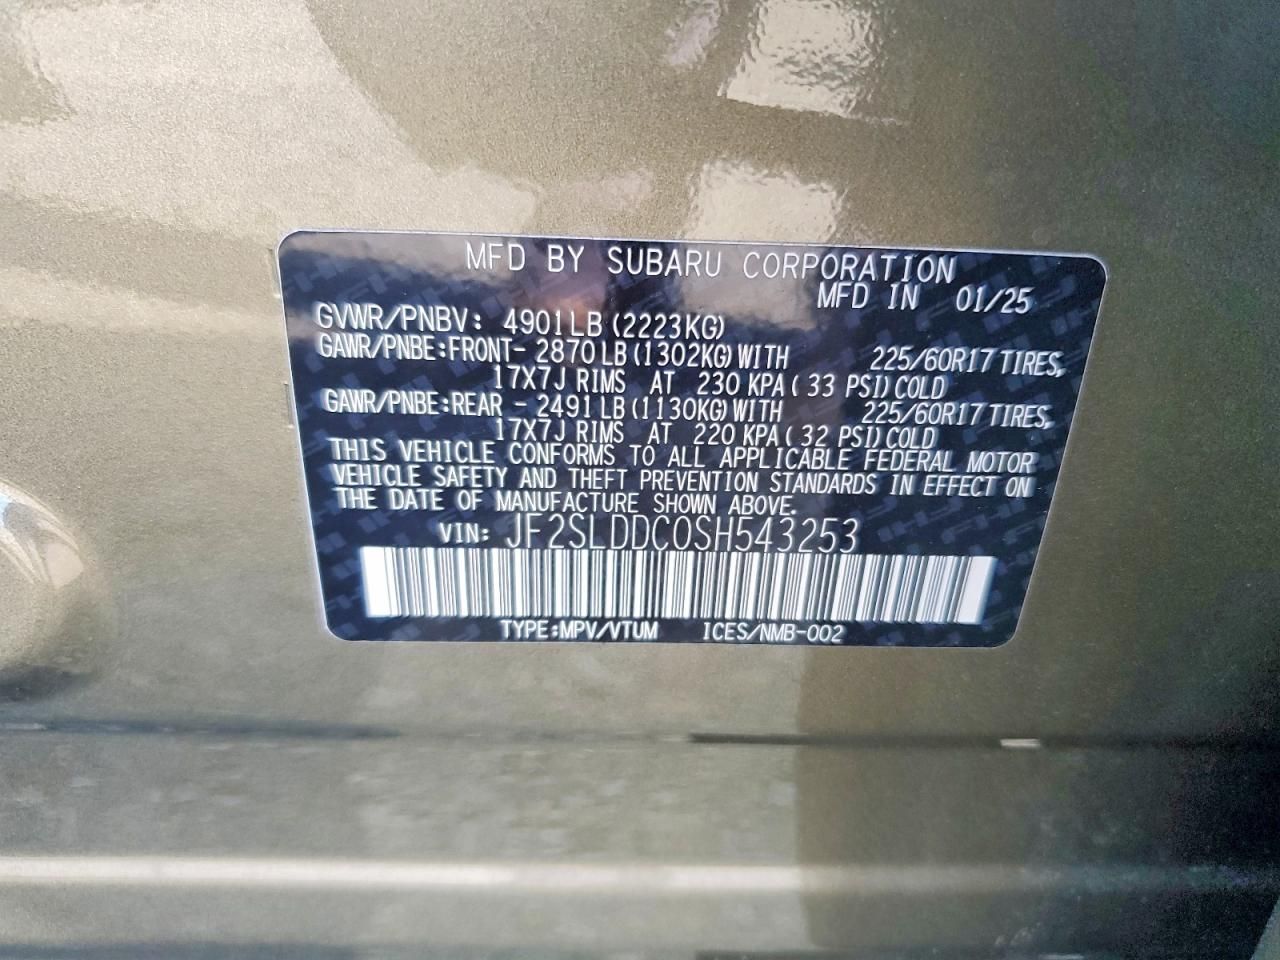 MFD BY SUBARU CORPORATION
MFD IN 01/25
GVWR/PNBV: 4901LB(2223KG)
GAWR/PNBE:FRONT- 2870LB(1302KG)WITH 225/60R17 TIRES,
17X7J RIMS AT 230 KPA( 33 PSI)COLD
GAWR/PNBE:REAR - 2491LB(1130KG)WITH 225/60R17 TIRES,
17X7J RIMS AT 220 KPA( 32 PSI)COLD
THIS VEHICLE CONFORMS TO ALL APPLICABLE FEDERAL MOTOR
VEHICLE SAFETY AND THEFT PREVENTION STANDARDS IN EFFECT ON
THE DATE OF MANUFACTURE SHOWN ABOVE.
VIN: JF2SLDDC0SH543253
TYPE:MPV/VTUM ICES/NMB-002